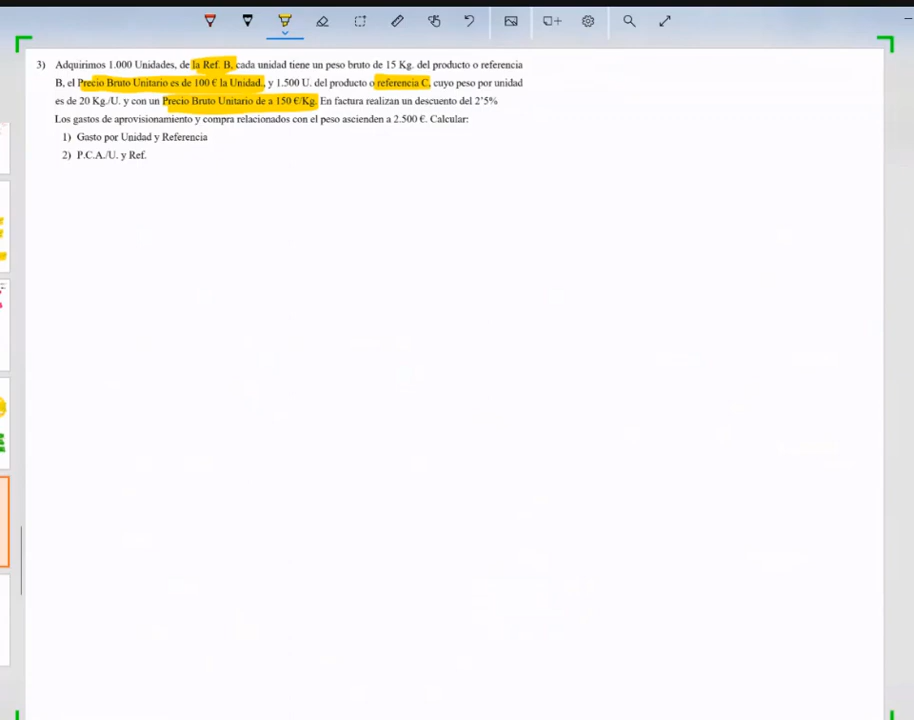 3) Adquirimos 1.000 Unidades, de la Ref. B, cada unidad tiene un peso bruto de 15 Kg. del producto o referencia
B, el Precio Bruto Unitario es de 100 € la Unidad, y 1.500 U. del producto o referencia C, cuyo peso por unidad
es de 20 Kg./U. y con un Precio Bruto Unitario de a 150 €/Kg. En factura realizan un descuento del 2'5%
Los gastos de aprovisionamiento y compra relacionados con el peso ascienden a 2.500 €. Calcular:
1) Gasto por Unidad y Referencia
2) P.C.A./U. y Ref.